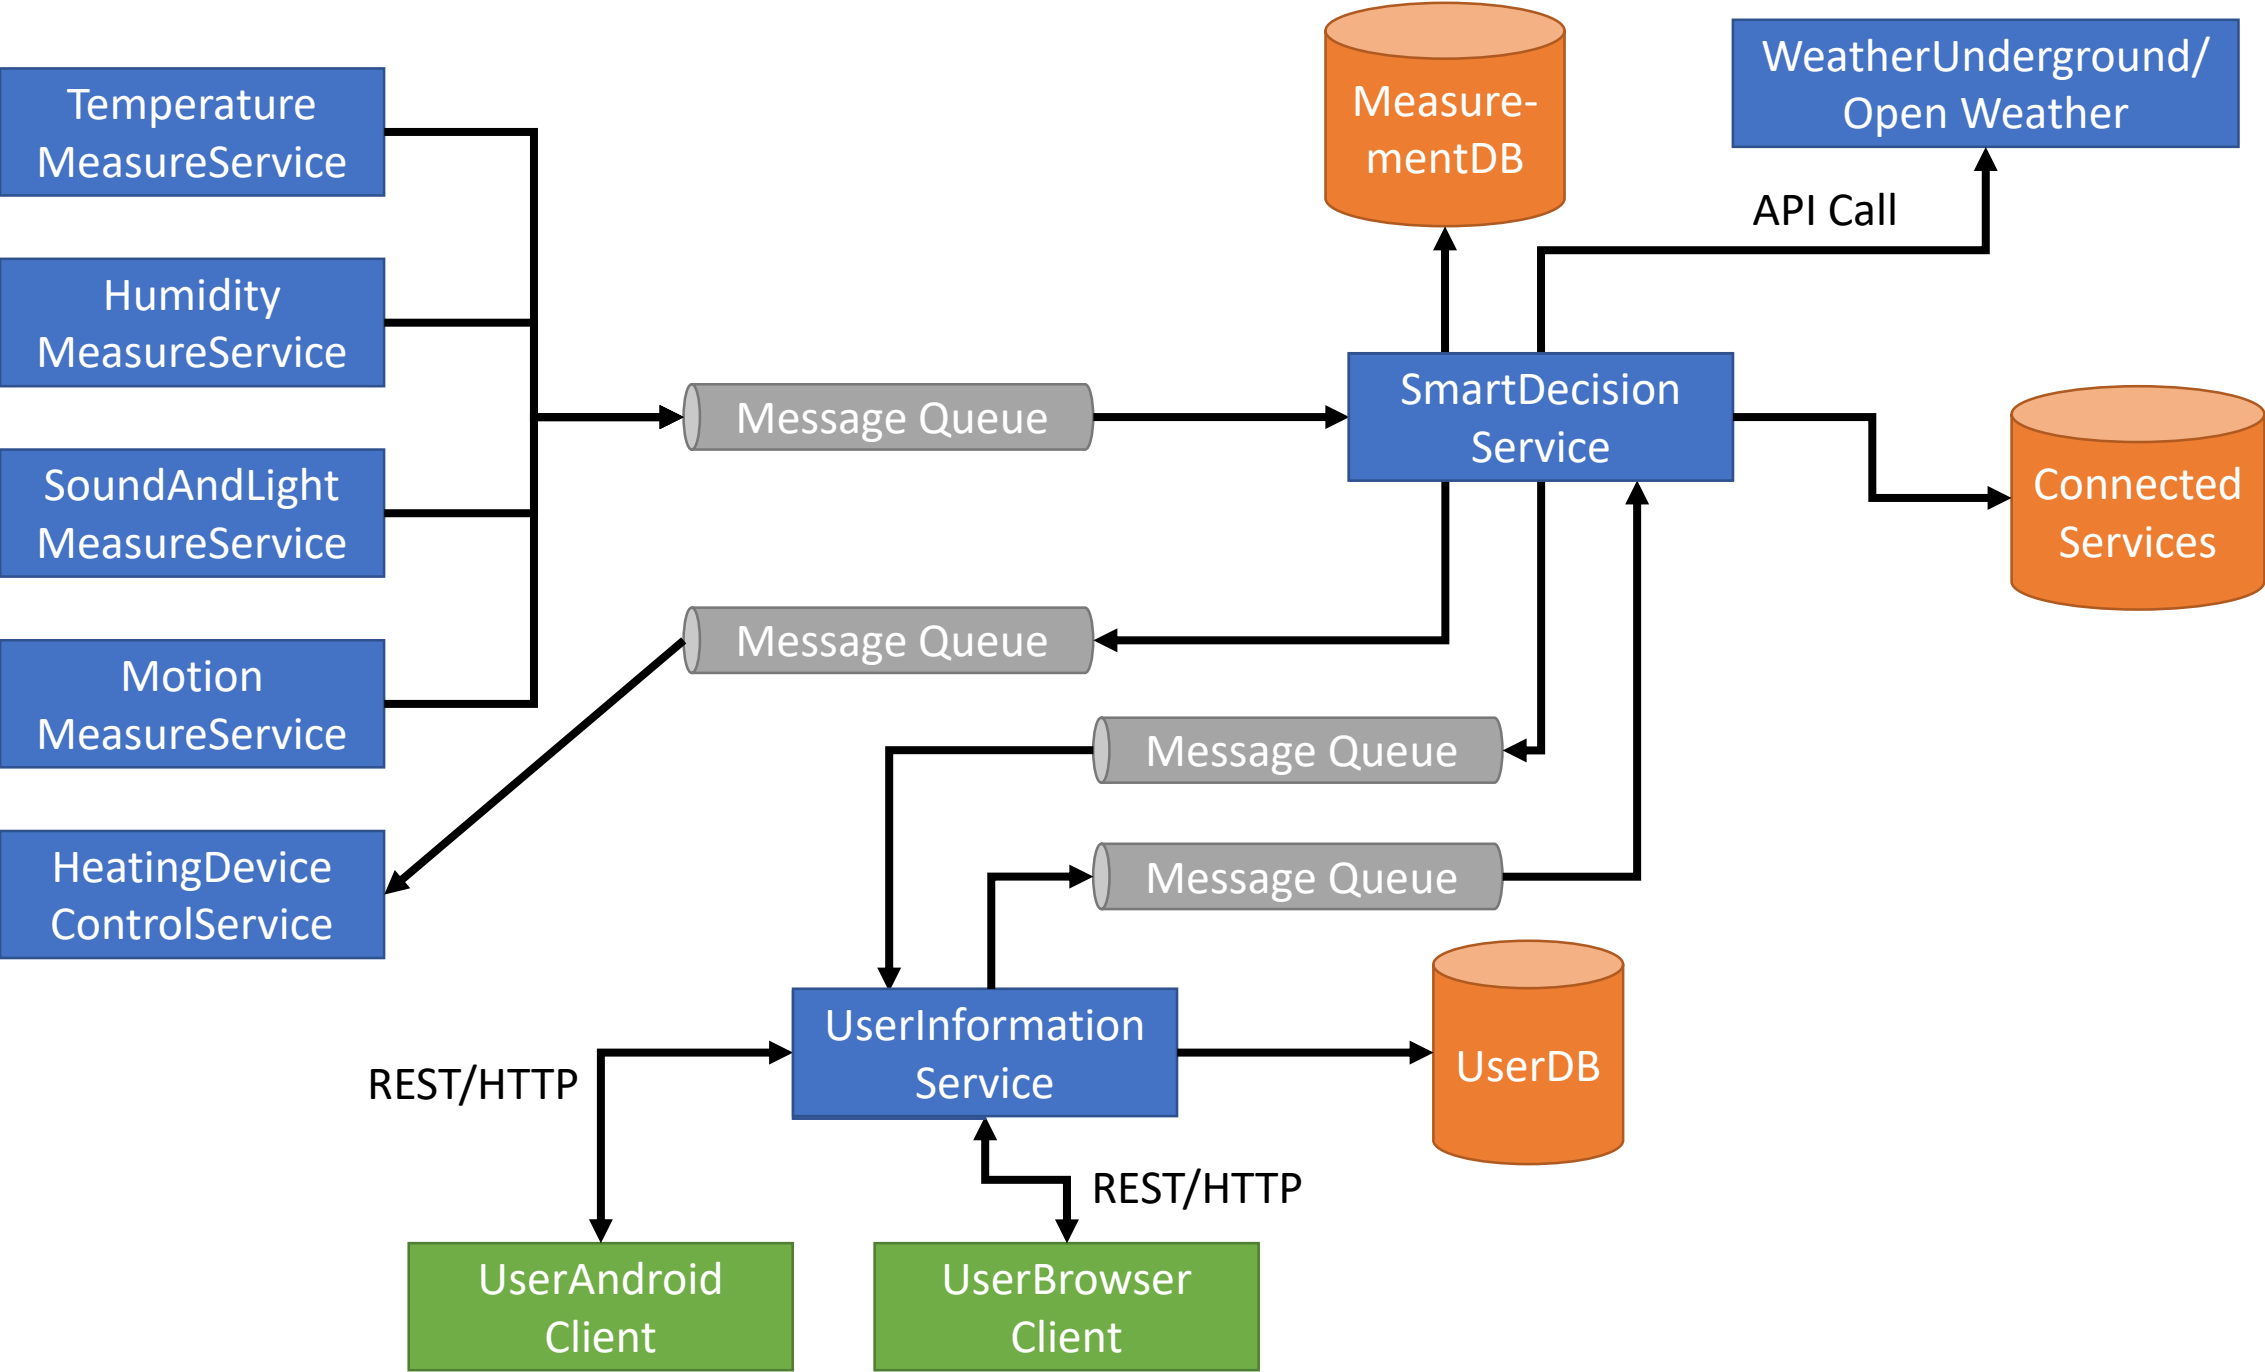 Temperature
MeasureService
Humidity
MeasureService
SoundAndLight
MeasureService
Motion
MeasureService
HeatingDevice
ControlService
Message Queue
Message Queue
Message Queue
Message Queue
Measure-
mentDB
WeatherUnderground/
Open Weather
API Call
SmartDecision
Service
Connected
Services
UserInformation
Service
UserDB
REST/HTTP
REST/HTTP
UserAndroid
Client
UserBrowser
Client